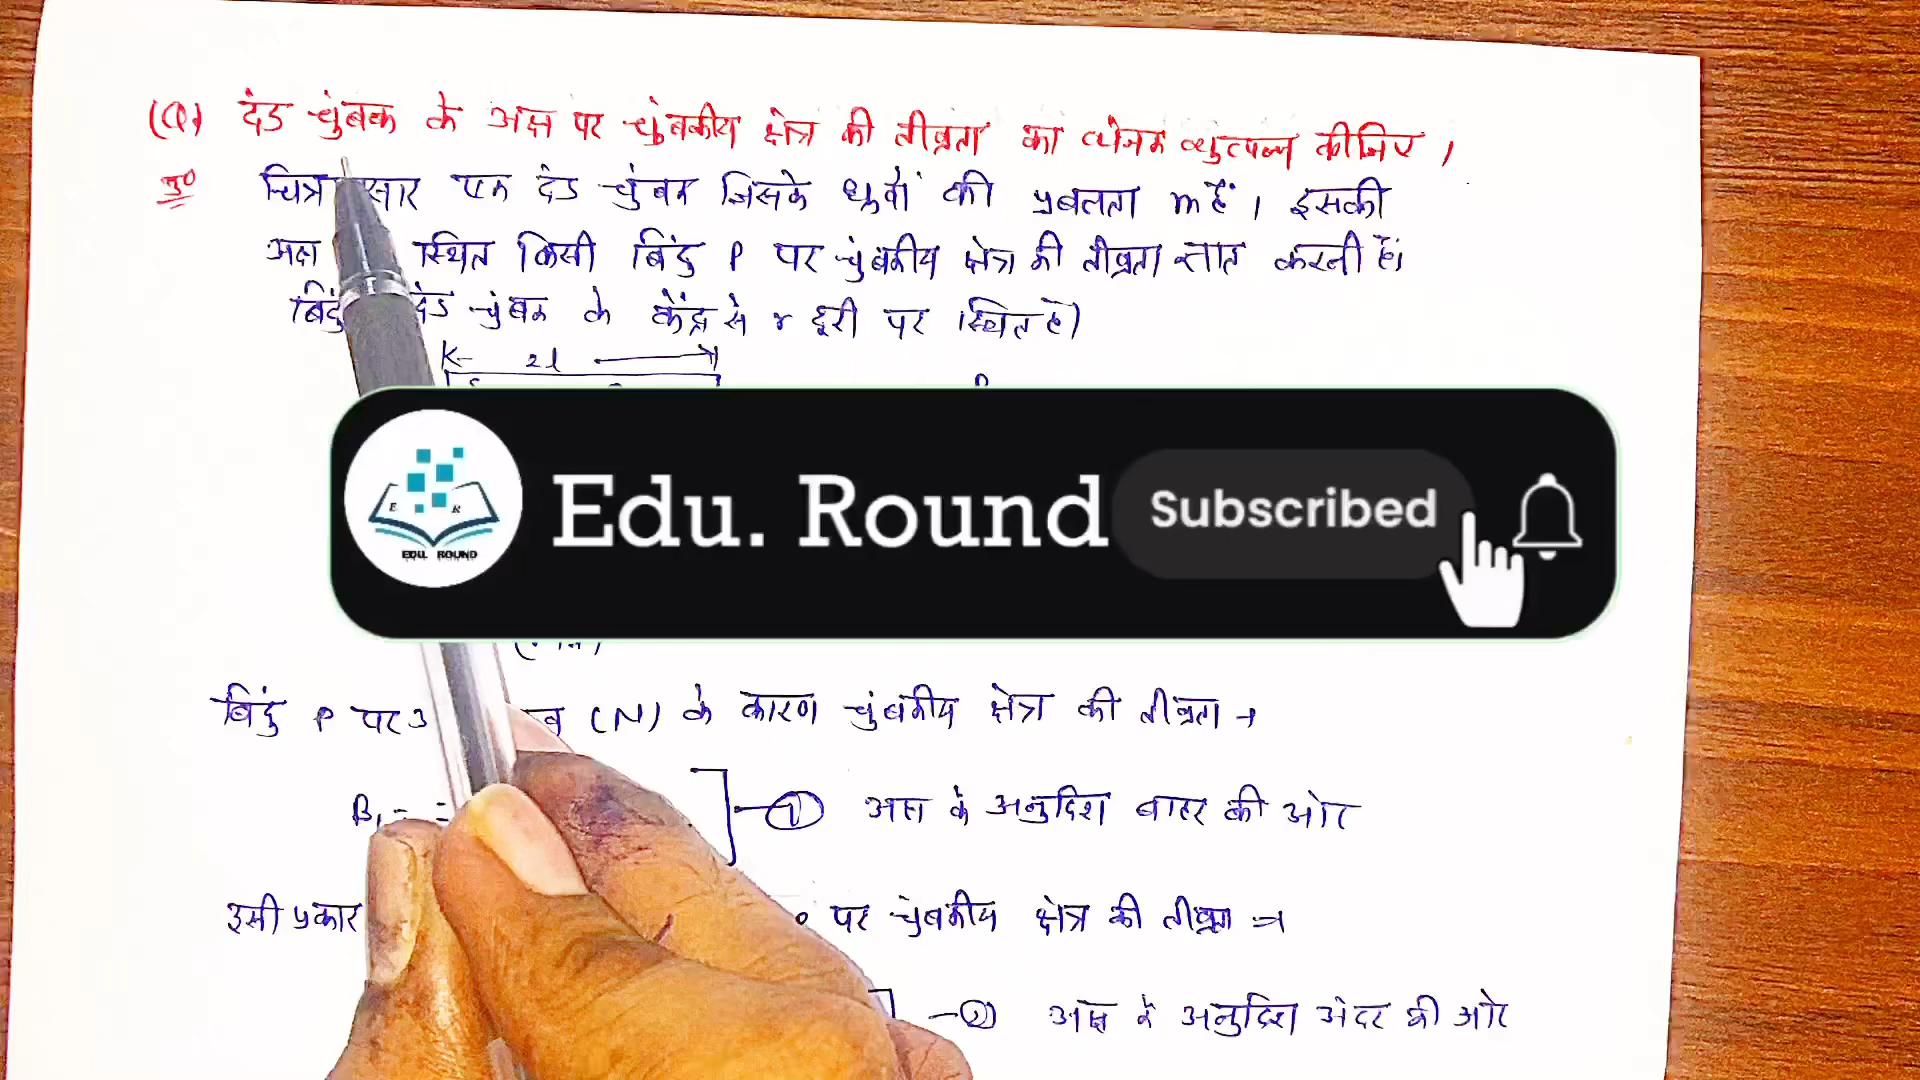 (Q) दंड चुंबक के अक्ष पर चुंबकीय क्षेत्र की तीव्रता का व्यंजक व्युत्पन्न कीजिए ।
उ० चित्र सार एक दंड चुंबक जिसके ध्रुवों की प्रबलता m है। इसकी
अक्ष स्थित किसी बिंदु P पर चुंबकीय क्षेत्र की तीव्रता ज्ञात करनी है।
बिंदु दंड चुंबक के केंद्र से r दूरी पर स्थित है)
2l
Edu. Round Subscribed
EDU. ROUND
बिंदु P पर (N) के कारण चुंबकीय क्षेत्र की तीव्रता →
B₁ = 1 अक्ष के अनुदिश बाहर की ओर
इसी प्रकार पर चुंबकीय क्षेत्र की तीव्रता →
2 अक्ष के अनुदिश अंदर की ओर